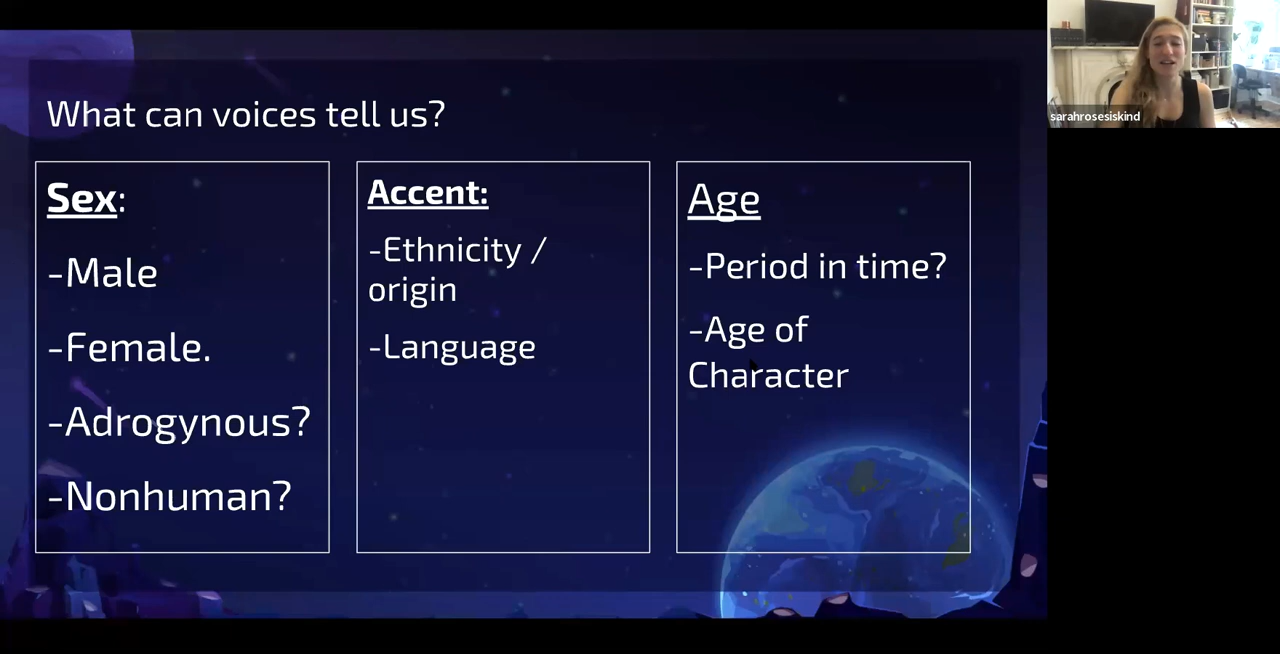 What can voices tell us?
Sex:
-Male
-Female.
-Adrogynous?
-Nonhuman?
Accent:
-Ethnicity /
origin
-Language
Age
-Period in time?
-Age of
Character
sarahrosesiskind